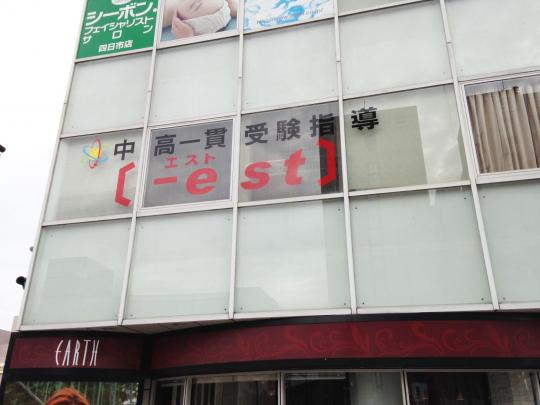 シーボン.
フェイシャリスト
サロン
四日市店
中高一貫 受験指導
エスト
[-est]
EARTH